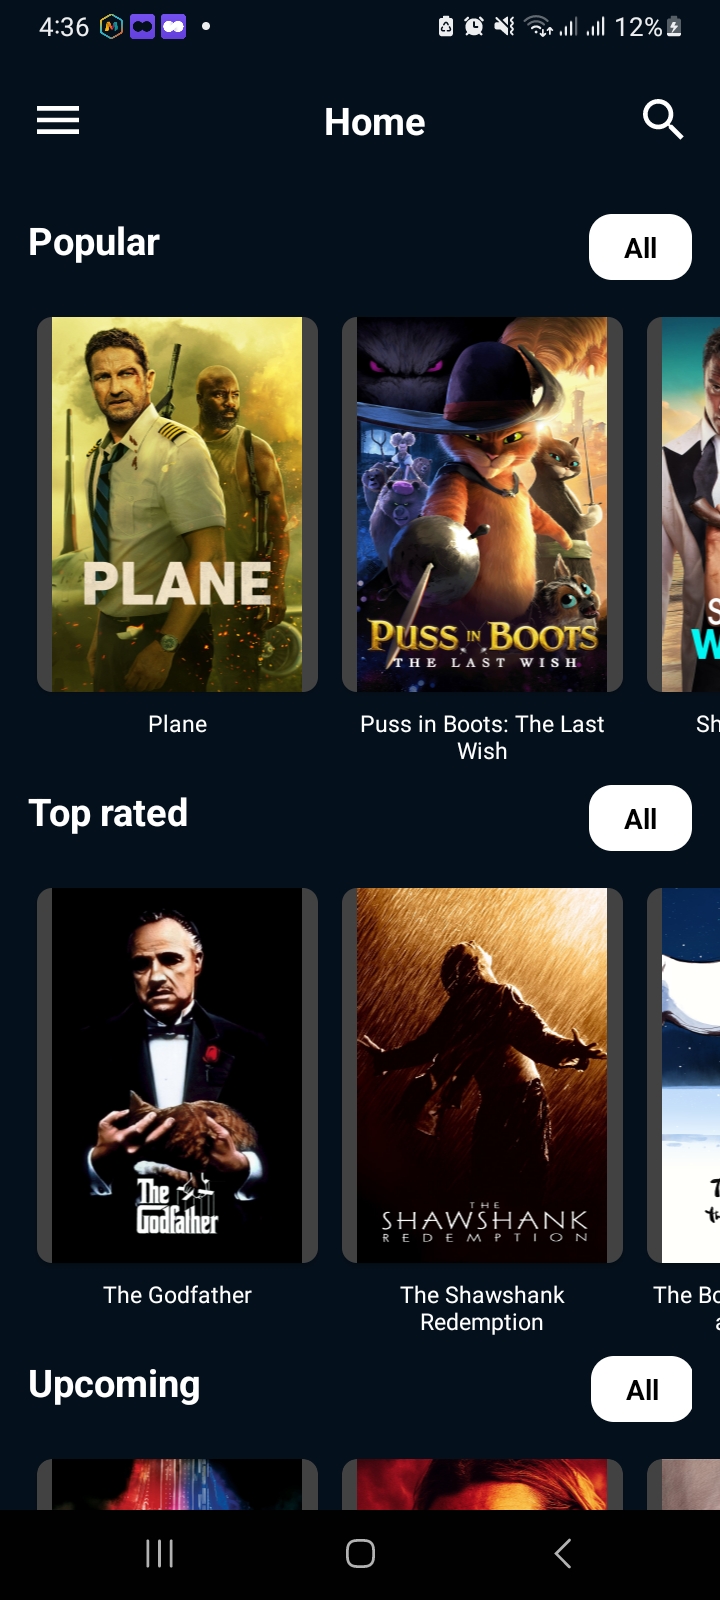 4:36
12%
Home
Popular
All
PLANE
PUSS IN BOOTS
THE LAST WISH
S
W
Plane
Puss in Boots: The Last
Wish
Sh
Top rated
All
The
Godfather
THE
SHAWSHANK
REDEMPTION
The Godfather
The Shawshank
Redemption
The Bo
Upcoming
All